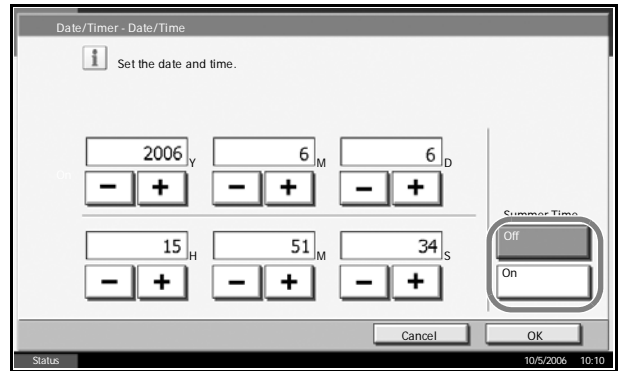 Date/Timer - Date/Time
i Set the date and time.
2006 Y 6 M 6 D
On
− + − + − +
Summer Time
15 H 51 M 34 S
Off
− + − + − +
On
Cancel OK
Status 10/5/2006 10:10